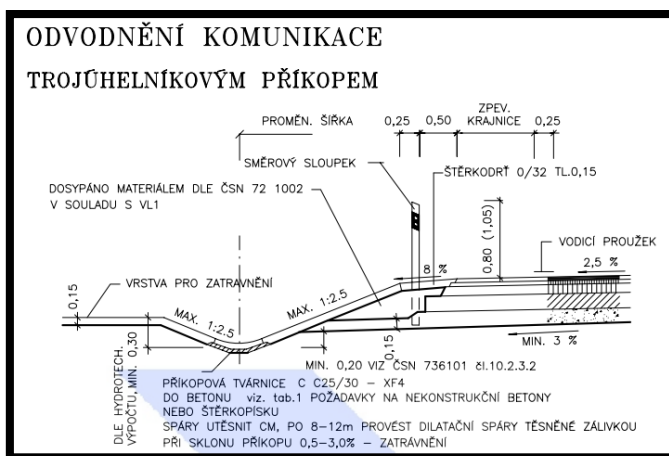 ODVODNĚNÍ KOMUNIKACE
TROJÚHELNÍKOVÝM PŘÍKOPEM
PROMĚN. ŠÍŘKA
0,25
0,50
ZPEV.
KRAJNICE
0,25
SMĚROVÝ SLOUPEK
ŠTĚRKODRŤ 0/32 TL.0,15
DOSYPÁNO MATERIÁLEM DLE ČSN 72 1002
V SOULADU S VL1
0,80 (1,05)
VODICÍ PROUŽEK
8 %
2,5 %
VRSTVA PRO ZATRAVNĚNÍ
0,15
MAX. 1:2.5
MAX. 1:2.5
0,15
MIN. 3 %
DLE HYDROTECH.
VÝPOČTU, MIN. 0,30
MIN. 0,20 VIZ ČSN 736101 čl.10.2.3.2
PŘÍKOPOVÁ TVÁRNICE C C25/30 – XF4
DO BETONU viz. tab.1 POŽADAVKY NA NEKONSTRUKČNÍ BETONY
NEBO ŠTĚRKOPÍSKU
SPÁRY UTĚSNIT CM, PO 8–12m PROVÉST DILATAČNÍ SPÁRY TĚSNĚNÉ ZÁLIVKOU
PŘI SKLONU PŘÍKOPU 0,5–3,0% – ZATRÁVNĚNÍ